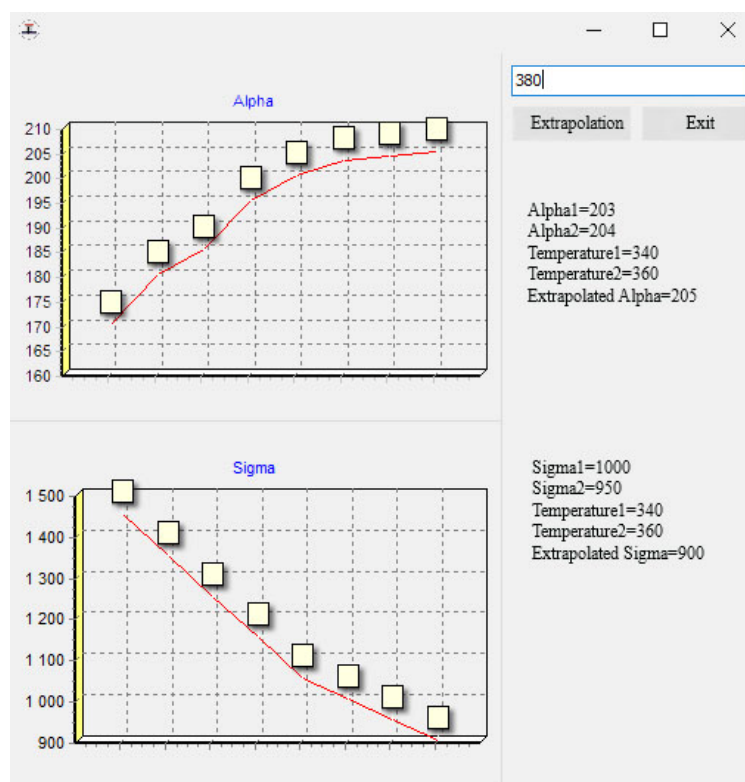 380
Extrapolation
Exit
Alpha
210
205
200
195
190
185
180
175
170
165
160
Alpha1=203
Alpha2=204
Temperature1=340
Temperature2=360
Extrapolated Alpha=205
Sigma
1 500
1 400
1 300
1 200
1 100
1 000
900
Sigma1=1000
Sigma2=950
Temperature1=340
Temperature2=360
Extrapolated Sigma=900